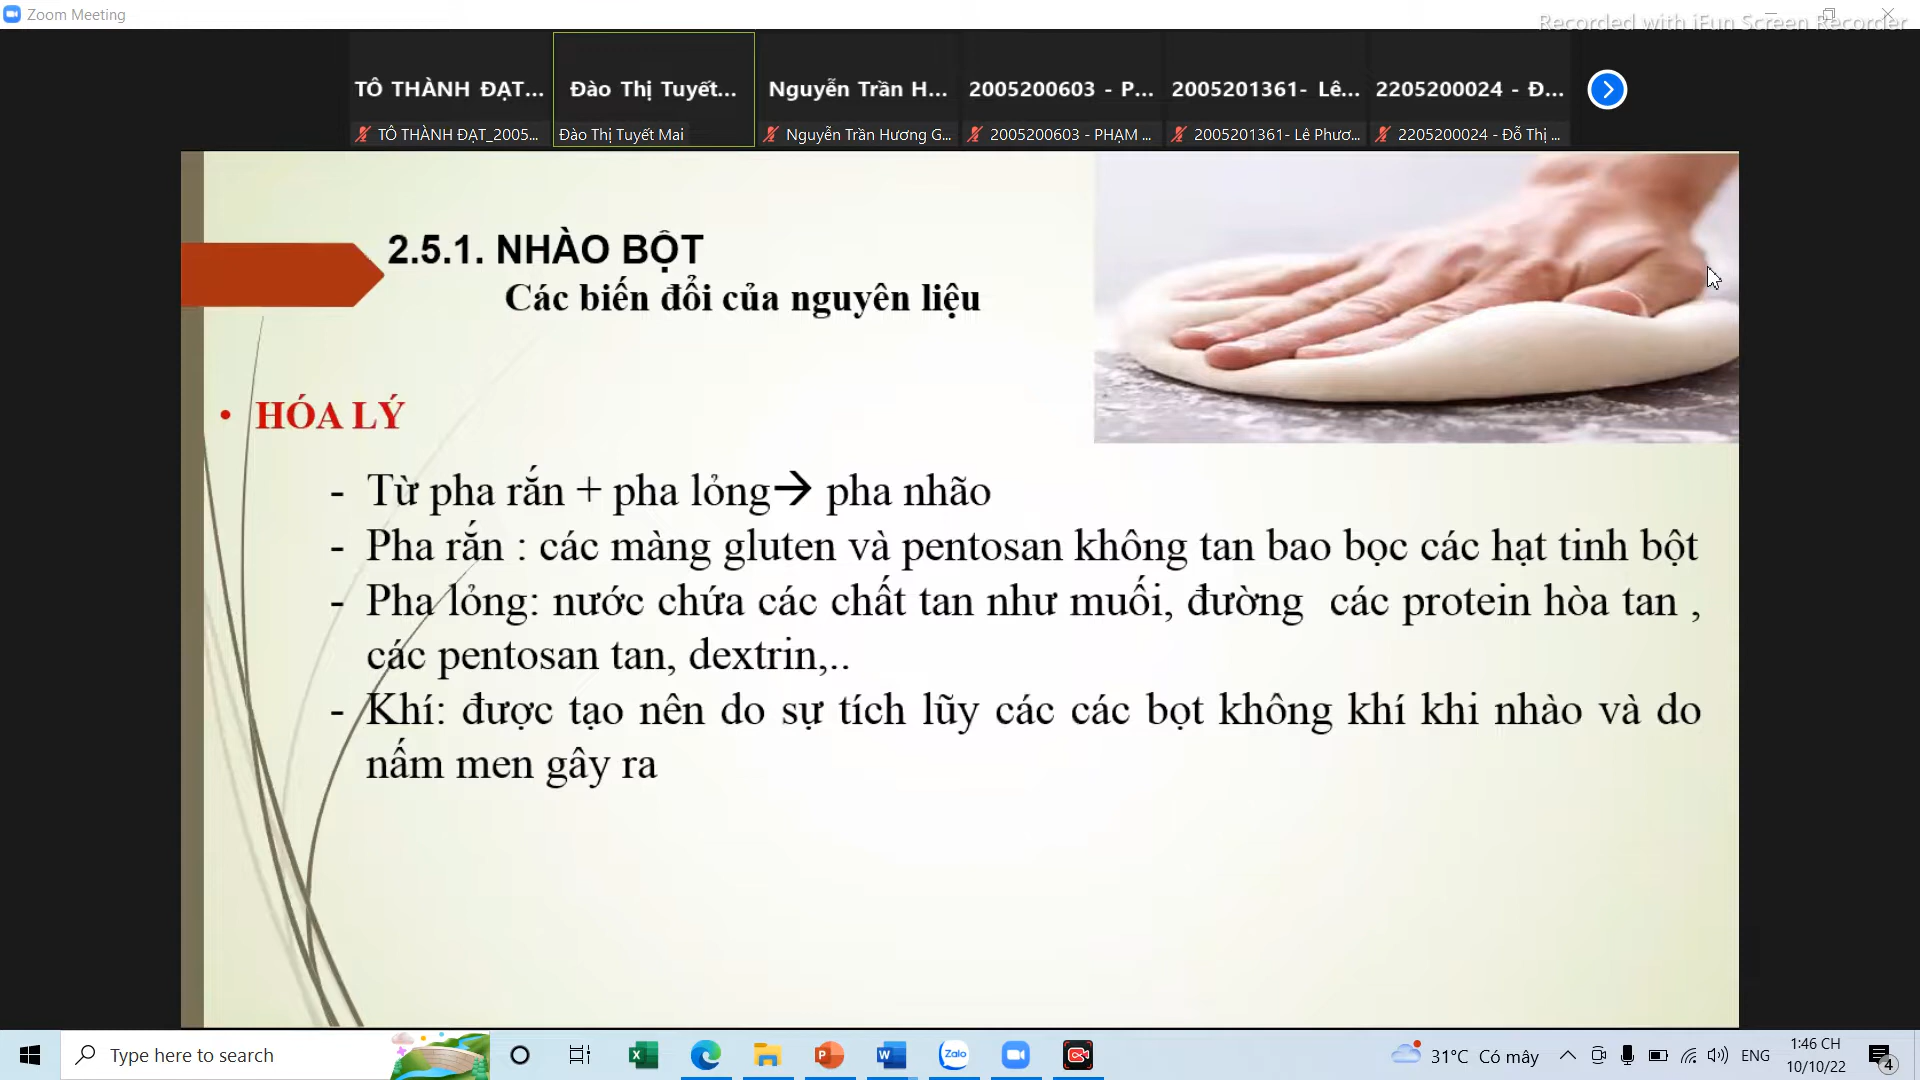 Zoom Meeting
Recorded with iFun Screen Recorder
TÔ THÀNH ĐẠT...
Đào Thị Tuyết...
Nguyễn Trần H...
2005200603 - P...
2005201361- Lê...
2205200024 - Đ...
TÔ THÀNH ĐẠT_2005...
Đào Thị Tuyết Mai
Nguyễn Trần Hương G...
2005200603 - PHẠM ...
2005201361- Lê Phươ...
2205200024 - Đỗ Thị ...
2.5.1. NHÀO BỘT
Các biến đổi của nguyên liệu
• HÓA LÝ
- Từ pha rắn + pha lỏng→ pha nhão
- Pha rắn : các màng gluten và pentosan không tan bao bọc các hạt tinh bột
- Pha lỏng: nước chứa các chất tan như muối, đường các protein hòa tan ,
các pentosan tan, dextrin,..
- Khí: được tạo nên do sự tích lũy các các bọt không khí khi nhào và do
nấm men gây ra
Type here to search
Zalo
31°C Có mây
ENG
1:46 CH
10/10/22
4